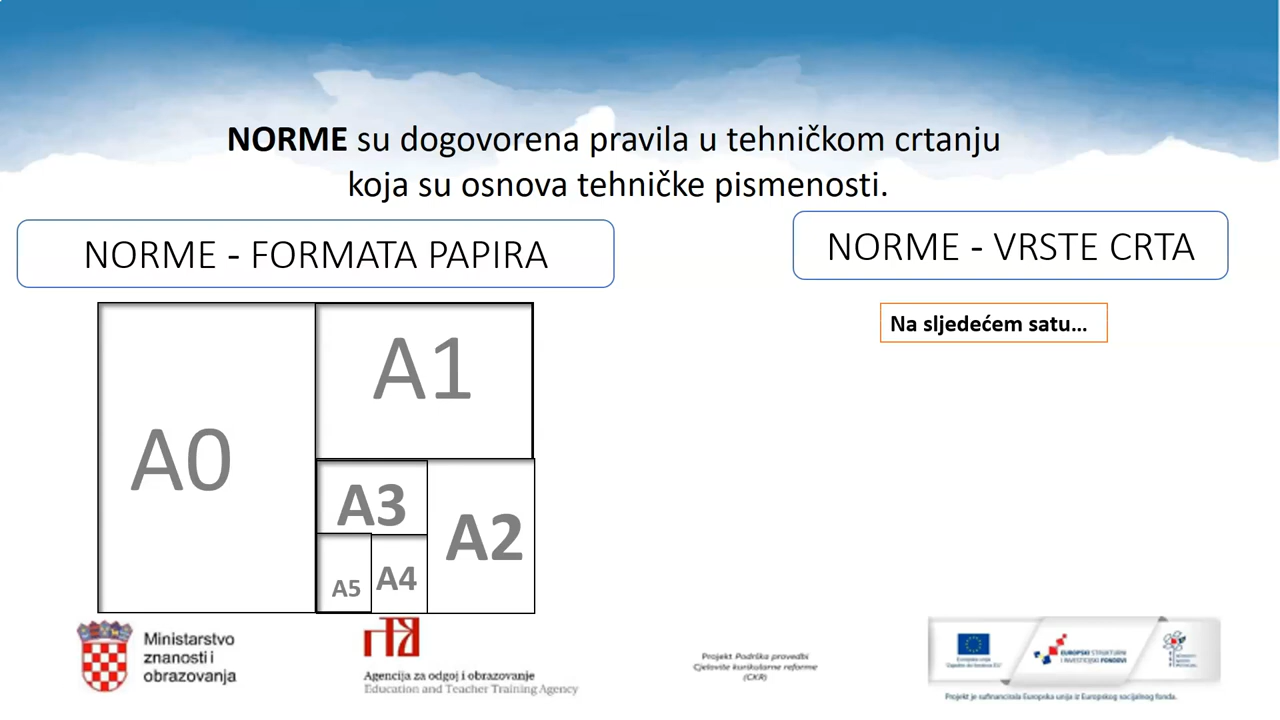 NORME su dogovorena pravila u tehničkom crtanju
koja su osnova tehničke pismenosti.
NORME - FORMATA PAPIRA
NORME - VRSTE CRTA
Na sljedećem satu...
A0
A1
A3
A2
A5
A4
Ministarstvo
znanosti i
obrazovanja
Agencija za odgoj i obrazovanje
Education and Teacher Training Agency
Projekt Podrška provedbi
Cjelovite kurikularne reforme
(CKR)
Europska unija
EUROPSKI STRUKTURNI
I INVESTICIJSKI FONDOVI
Projekt je sufinancirala Europska unija iz Europskog socijalnog fonda.